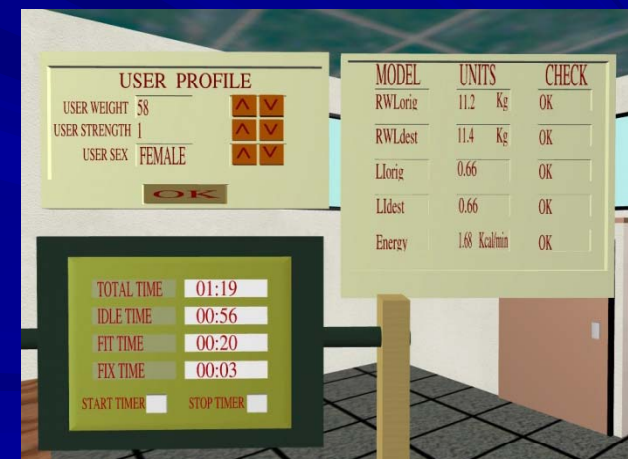 USER PROFILE
USER WEIGHT 58
USER STRENGTH 1
USER SEX FEMALE
OK
MODEL UNITS CHECK
RWLorig 11.2 Kg OK
RWLdest 11.4 Kg OK
LIorig 0.66 OK
LIdest 0.66 OK
Energy 1.68 Kcal/min OK
TOTAL TIME 01:19
IDLE TIME 00:56
FIT TIME 00:20
FIX TIME 00:03
START TIMER STOP TIMER